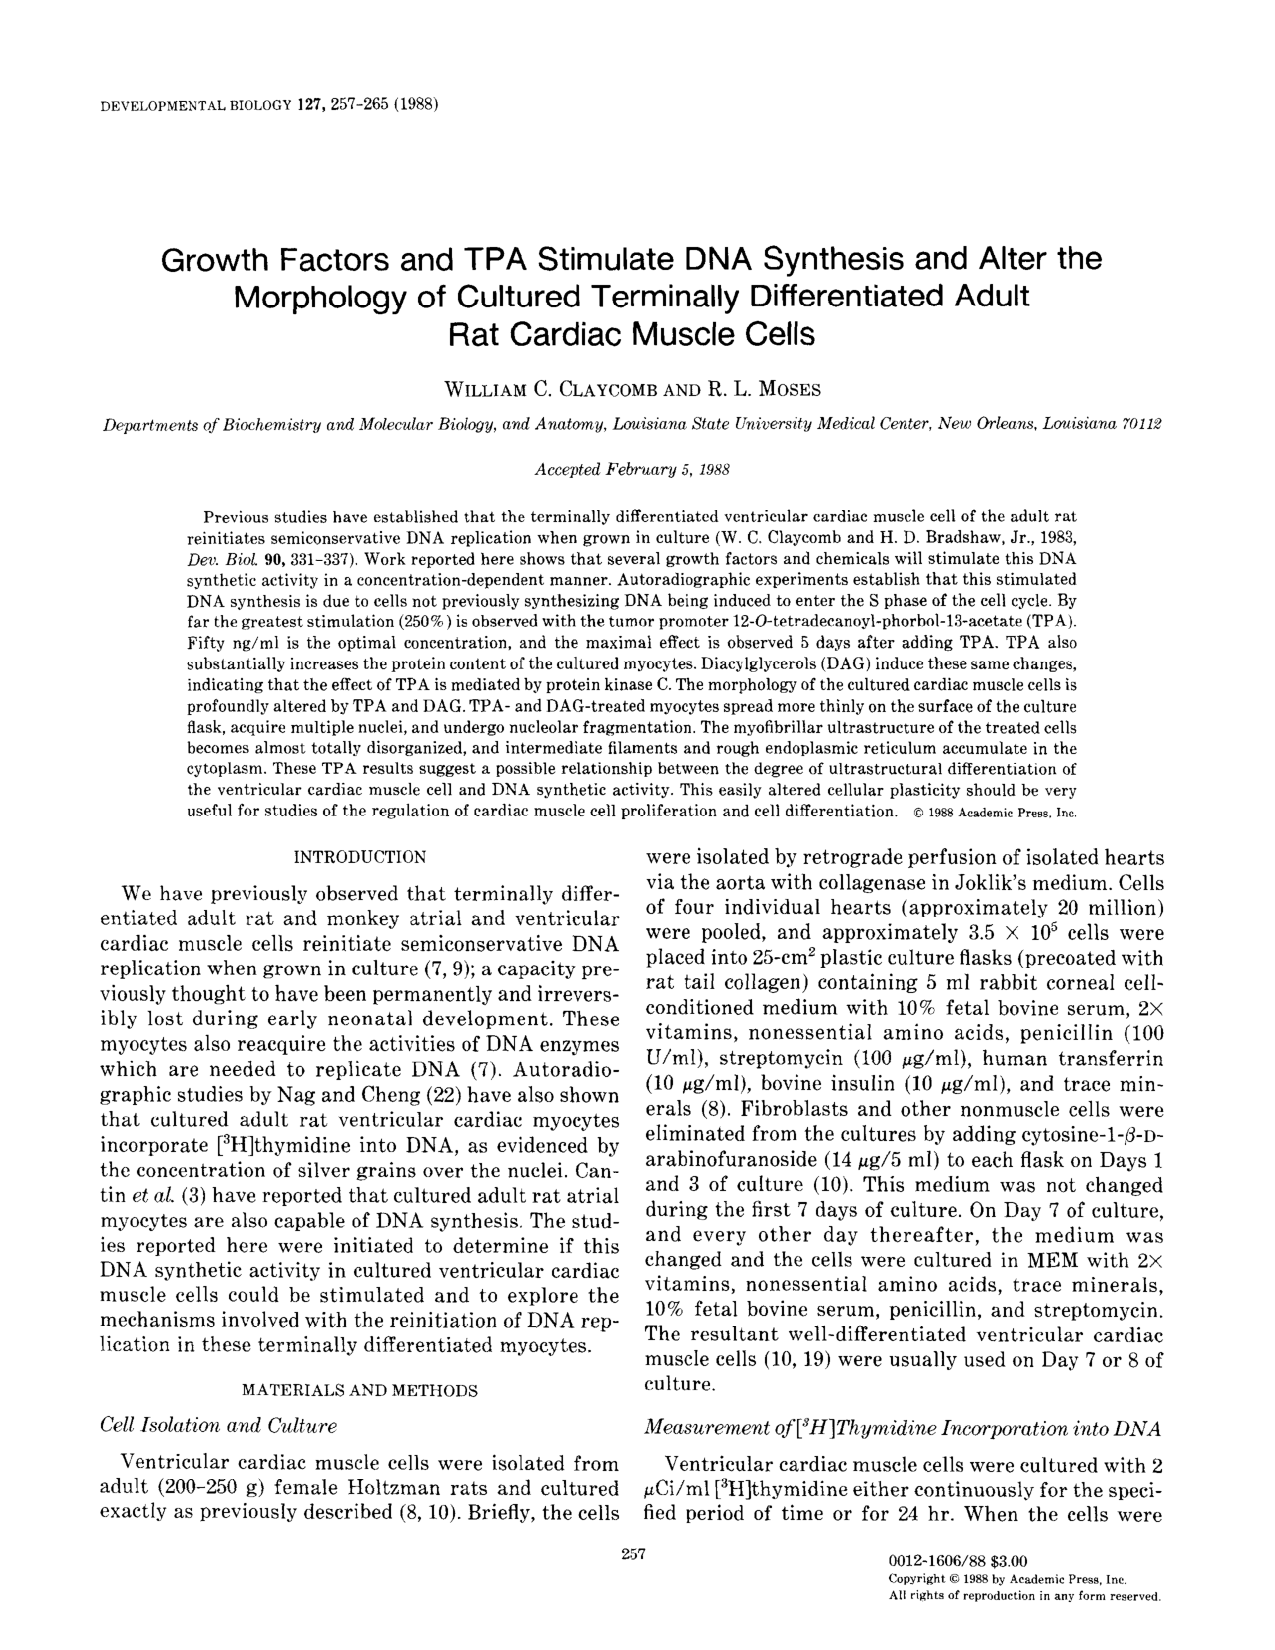 DEVELOPMENTAL BIOLOGY 127, 257–265 (1988)
Growth Factors and TPA Stimulate DNA Synthesis and Alter the
Morphology of Cultured Terminally Differentiated Adult
Rat Cardiac Muscle Cells
WILLIAM C. CLAYCOMB AND R. L. MOSES
Departments of Biochemistry and Molecular Biology, and Anatomy, Louisiana State University Medical Center, New Orleans, Louisiana 70112
Accepted February 5, 1988
Previous studies have established that the terminally differentiated ventricular cardiac muscle cell of the adult rat
reinitiates semiconservative DNA replication when grown in culture (W. C. Claycomb and H. D. Bradshaw, Jr., 1983,
Dev. Biol. 90, 331–337). Work reported here shows that several growth factors and chemicals will stimulate this DNA
synthetic activity in a concentration-dependent manner. Autoradiographic experiments establish that this stimulated
DNA synthesis is due to cells not previously synthesizing DNA being induced to enter the S phase of the cell cycle. By
far the greatest stimulation (250%) is observed with the tumor promoter 12-O-tetradecanoyl-phorbol-13-acetate (TPA).
Fifty ng/ml is the optimal concentration, and the maximal effect is observed 5 days after adding TPA. TPA also
substantially increases the protein content of the cultured myocytes. Diacylglycerols (DAG) induce these same changes,
indicating that the effect of TPA is mediated by protein kinase C. The morphology of the cultured cardiac muscle cells is
profoundly altered by TPA and DAG. TPA- and DAG-treated myocytes spread more thinly on the surface of the culture
flask, acquire multiple nuclei, and undergo nucleolar fragmentation. The myofibrillar ultrastructure of the treated cells
becomes almost totally disorganized, and intermediate filaments and rough endoplasmic reticulum accumulate in the
cytoplasm. These TPA results suggest a possible relationship between the degree of ultrastructural differentiation of
the ventricular cardiac muscle cell and DNA synthetic activity. This easily altered cellular plasticity should be very
useful for studies of the regulation of cardiac muscle cell proliferation and cell differentiation. © 1988 Academic Press, Inc.
INTRODUCTION
We have previously observed that terminally differ-
entiated adult rat and monkey atrial and ventricular
cardiac muscle cells reinitiate semiconservative DNA
replication when grown in culture (7, 9); a capacity pre-
viously thought to have been permanently and irrevers-
ibly lost during early neonatal development. These
myocytes also reacquire the activities of DNA enzymes
which are needed to replicate DNA (7). Autoradio-
graphic studies by Nag and Cheng (22) have also shown
that cultured adult rat ventricular cardiac myocytes
incorporate [³H]thymidine into DNA, as evidenced by
the concentration of silver grains over the nuclei. Can-
tin et al. (3) have reported that cultured adult rat atrial
myocytes are also capable of DNA synthesis. The stud-
ies reported here were initiated to determine if this
DNA synthetic activity in cultured ventricular cardiac
muscle cells could be stimulated and to explore the
mechanisms involved with the reinitiation of DNA rep-
lication in these terminally differentiated myocytes.
MATERIALS AND METHODS
Cell Isolation and Culture
Ventricular cardiac muscle cells were isolated from
adult (200–250 g) female Holtzman rats and cultured
exactly as previously described (8, 10). Briefly, the cells
were isolated by retrograde perfusion of isolated hearts
via the aorta with collagenase in Joklik's medium. Cells
of four individual hearts (approximately 20 million)
were pooled, and approximately 3.5 × 10⁵ cells were
placed into 25-cm² plastic culture flasks (precoated with
rat tail collagen) containing 5 ml rabbit corneal cell-
conditioned medium with 10% fetal bovine serum, 2×
vitamins, nonessential amino acids, penicillin (100
U/ml), streptomycin (100 μg/ml), human transferrin
(10 μg/ml), bovine insulin (10 μg/ml), and trace min-
erals (8). Fibroblasts and other nonmuscle cells were
eliminated from the cultures by adding cytosine-1-β-D-
arabinofuranoside (14 μg/5 ml) to each flask on Days 1
and 3 of culture (10). This medium was not changed
during the first 7 days of culture. On Day 7 of culture,
and every other day thereafter, the medium was
changed and the cells were cultured in MEM with 2×
vitamins, nonessential amino acids, trace minerals,
10% fetal bovine serum, penicillin, and streptomycin.
The resultant well-differentiated ventricular cardiac
muscle cells (10, 19) were usually used on Day 7 or 8 of
culture.
Measurement of [³H]Thymidine Incorporation into DNA
Ventricular cardiac muscle cells were cultured with 2
μCi/ml [³H]thymidine either continuously for the speci-
fied period of time or for 24 hr. When the cells were
257
0012-1606/88 $3.00
Copyright © 1988 by Academic Press, Inc.
All rights of reproduction in any form reserved.